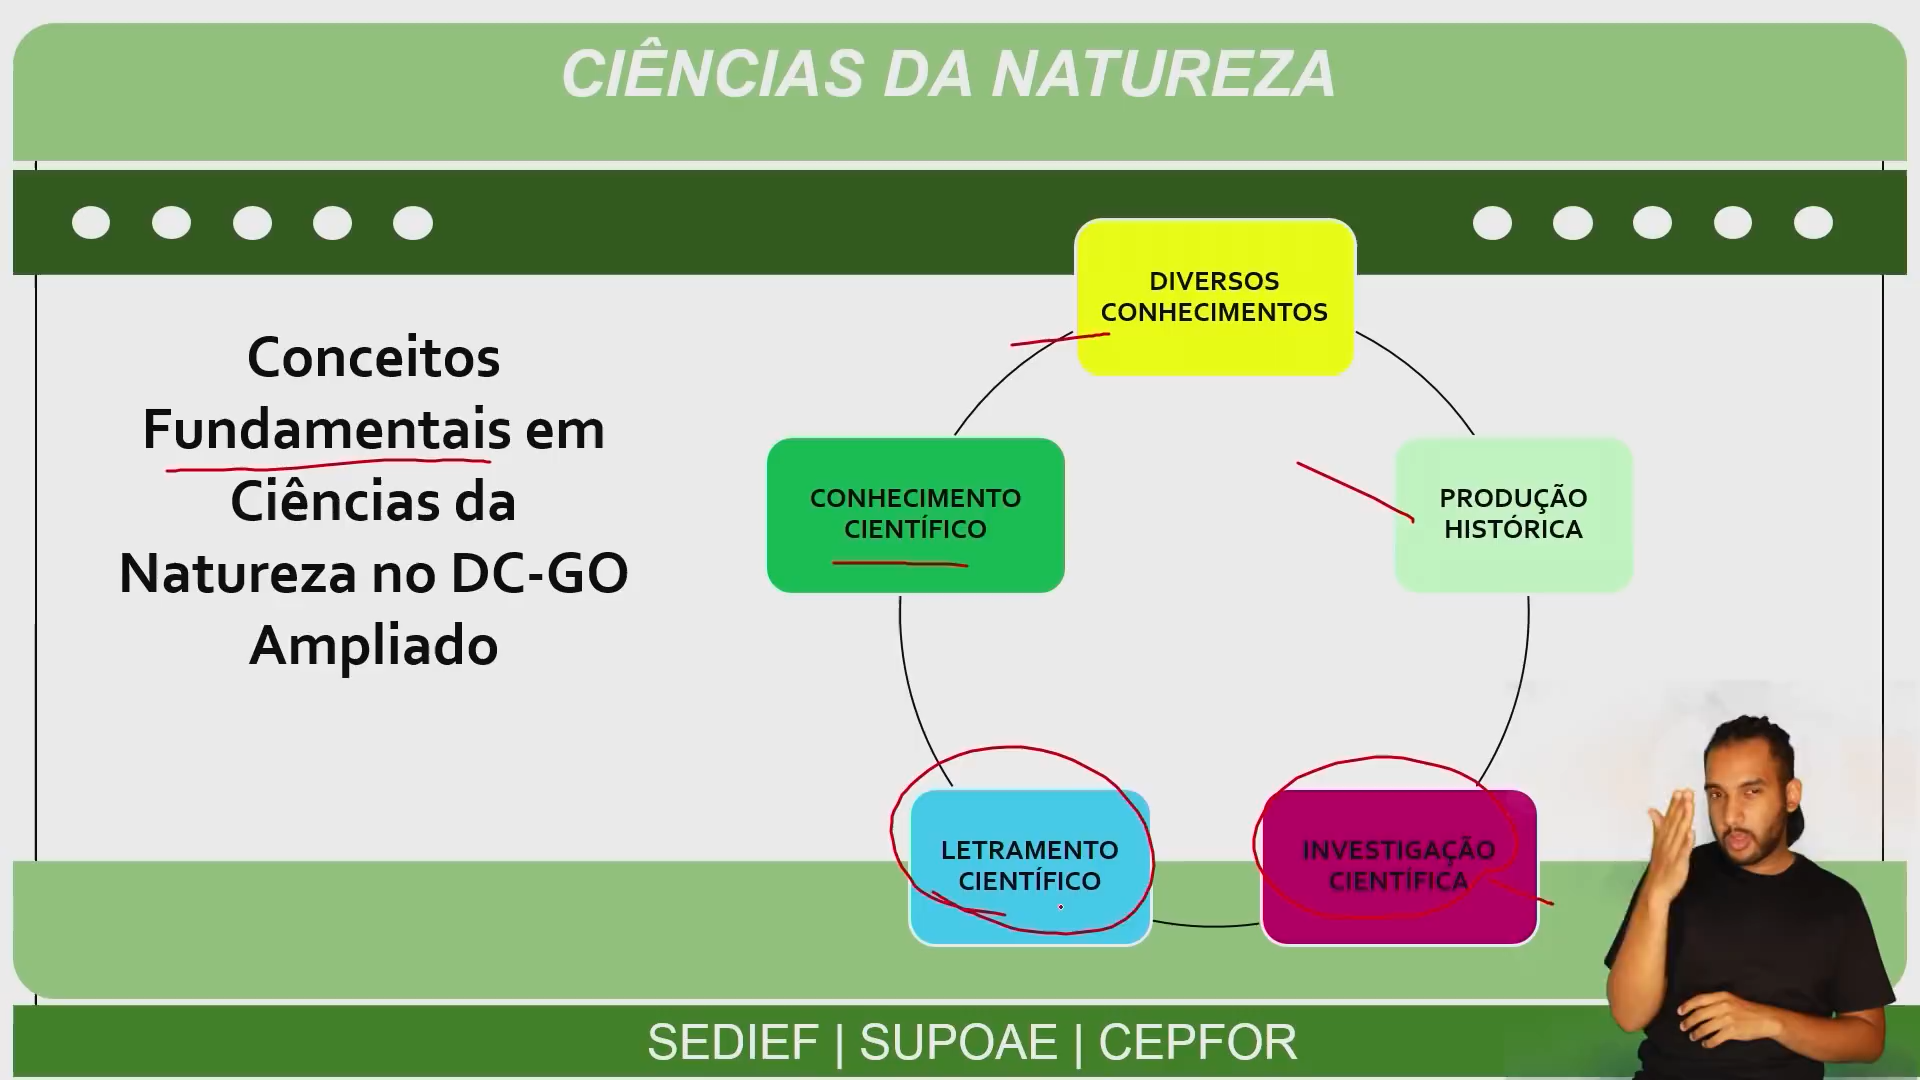 CIÊNCIAS DA NATUREZA
Conceitos
Fundamentais em
Ciências da
Natureza no DC-GO
Ampliado
DIVERSOS
CONHECIMENTOS
PRODUÇÃO
HISTÓRICA
INVESTIGAÇÃO
CIENTÍFICA
LETRAMENTO
CIENTÍFICO
CONHECIMENTO
CIENTÍFICO
SEDIEF | SUPOAE | CEPFOR